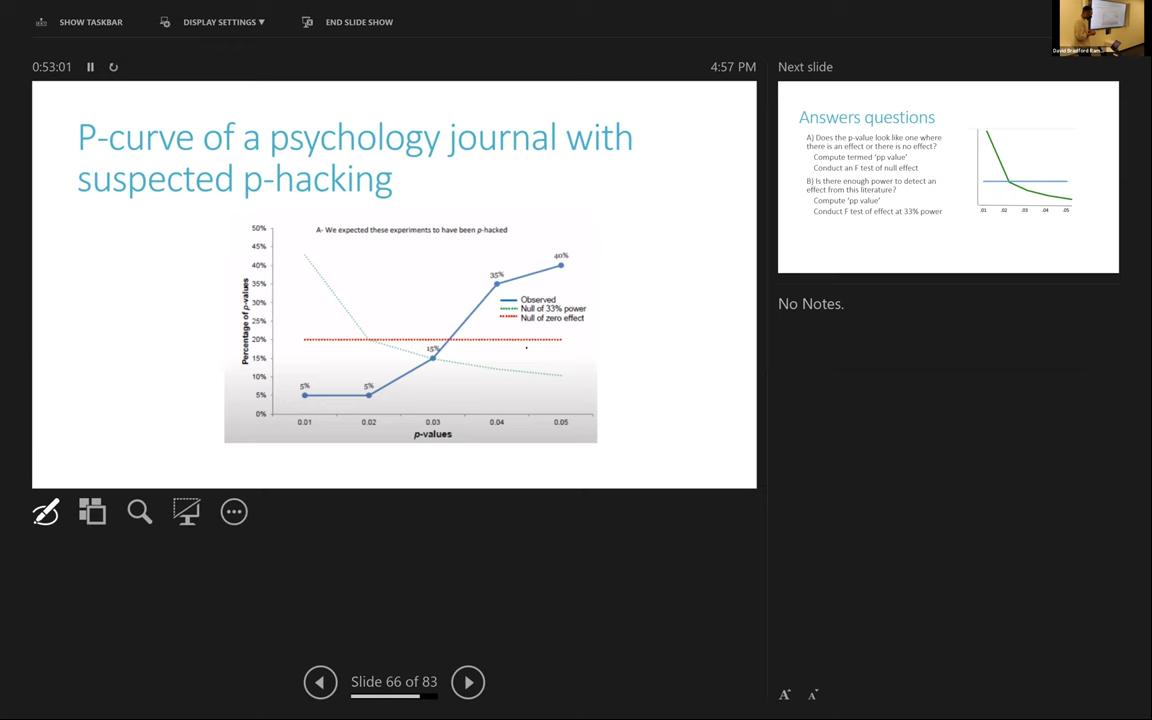 SHOW TASKBAR
DISPLAY SETTINGS ▼
END SLIDE SHOW
0:53:01
4:57 PM
P-curve of a psychology journal with
suspected p-hacking
A- We expected these experiments to have been p-hacked
50%
45%
40%
35%
30%
25%
20%
15%
10%
5%
0%
Percentage of p-values
5%
5%
15%
35%
40%
Observed
Null of 33% power
Null of zero effect
0.01
0.02
0.03
0.04
0.05
p-values
Slide 66 of 83
David Bradford Ram...
Next slide
Answers questions
A) Does the p-value look like one where
there is an effect or there is no effect?
Compute termed 'pp value'
Conduct an F test of null effect
B) Is there enough power to detect an
effect from this literature?
Compute 'pp value'
Conduct F test of effect at 33% power
.01
.02
.03
.04
.05
No Notes.
A
A